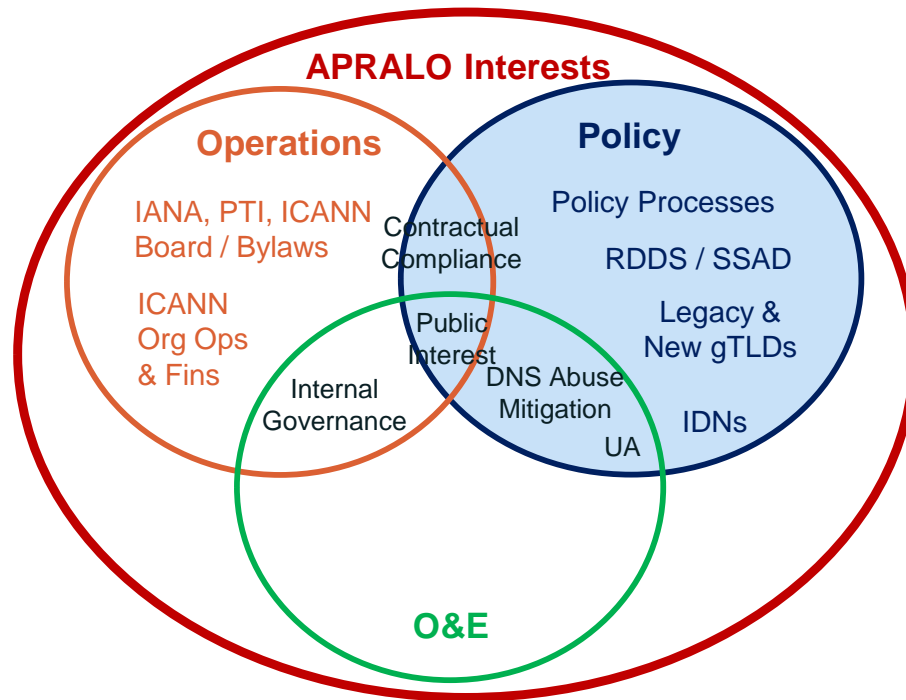 APRALO Interests
Operations
Policy
IANA, PTI, ICANN
Board / Bylaws
ICANN
Org Ops
& Fins
Contractual
Compliance
Policy Processes
RDDS / SSAD
Legacy &
New gTLDs
IDNs
Public
Interest
Internal
Governance
DNS Abuse
Mitigation
UA
O&E